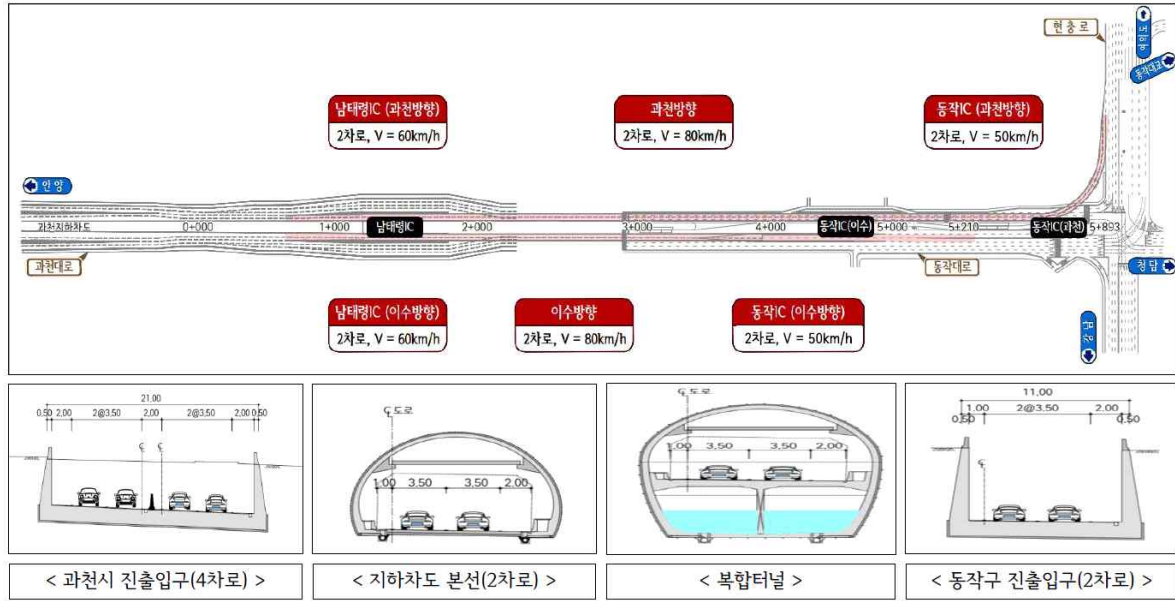 현충로
동작대로
남태령IC (과천방향)
2차로, V = 60km/h
과천방향
2차로, V = 80km/h
동작IC (과천방향)
2차로, V = 50km/h
안양
과천지하차도
0+000
1+000
남태령IC
2+000
3+000
4+000
동작IC(이수)
5+000
5+210
동작IC(과천)
5+893
과천대로
동작대로
청담
강남
남태령IC (이수방향)
2차로, V = 60km/h
이수방향
2차로, V = 80km/h
동작IC (이수방향)
2차로, V = 50km/h
21.00
0.50 2.00 2@3.50 2.00 2@3.50 2.00 0.50
℄ 도로
1.00 3.50 3.50 2.00
℄ 도로
1.00 3.50 3.50 2.00
11.00
0.50 1.00 2@3.50 2.00 0.50
< 과천시 진출입구(4차로) >
< 지하차도 본선(2차로) >
< 복합터널 >
< 동작구 진출입구(2차로) >